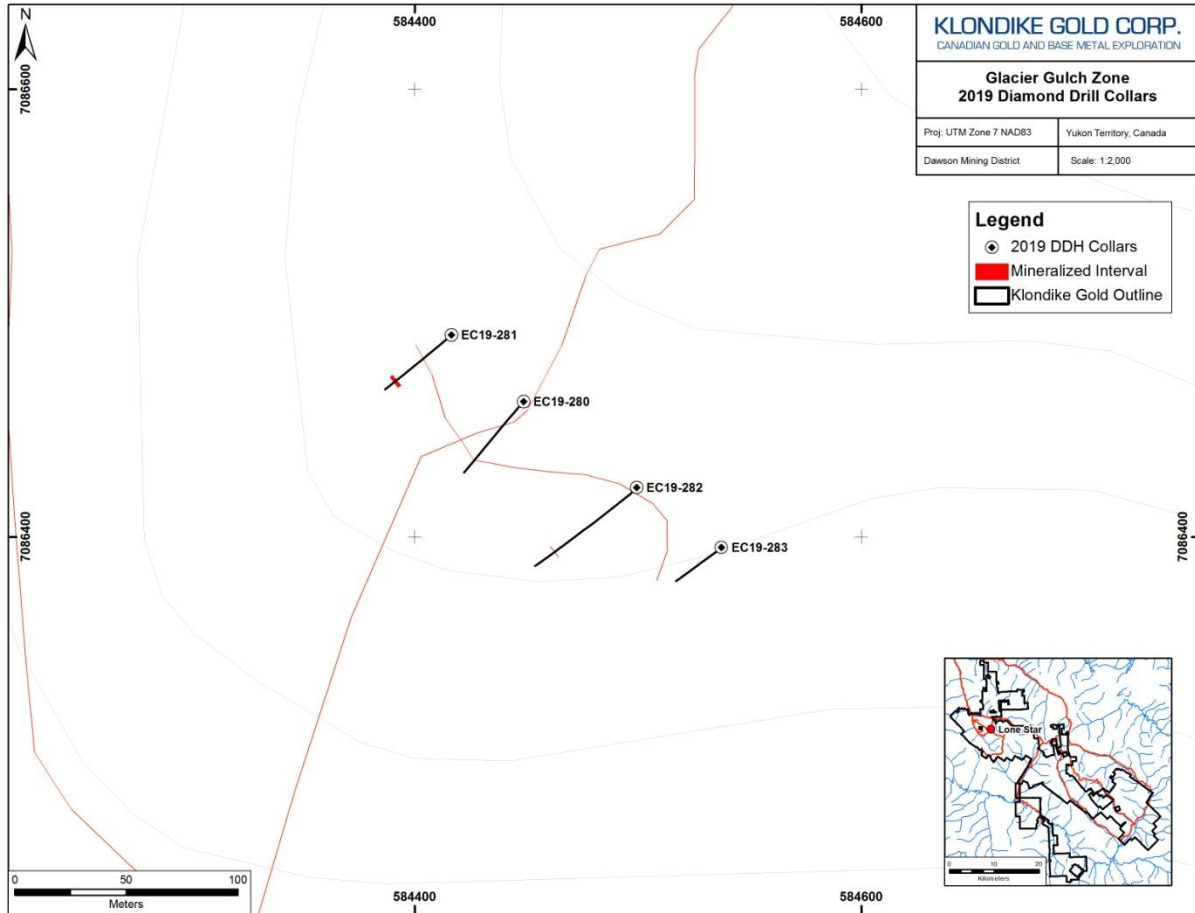 N
584400
584600
7086600
KLONDIKE GOLD CORP.
CANADIAN GOLD AND BASE METAL EXPLORATION
Glacier Gulch Zone
2019 Diamond Drill Collars
Proj: UTM Zone 7 NAD83
Yukon Territory, Canada
Dawson Mining District
Scale: 1:2,000
Legend
2019 DDH Collars
Mineralized Interval
Klondike Gold Outline
EC19-281
EC19-280
EC19-282
EC19-283
7086400
7086400
Lone Star
0 10 20
Kilometers
0 50 100
Meters
584400
584600